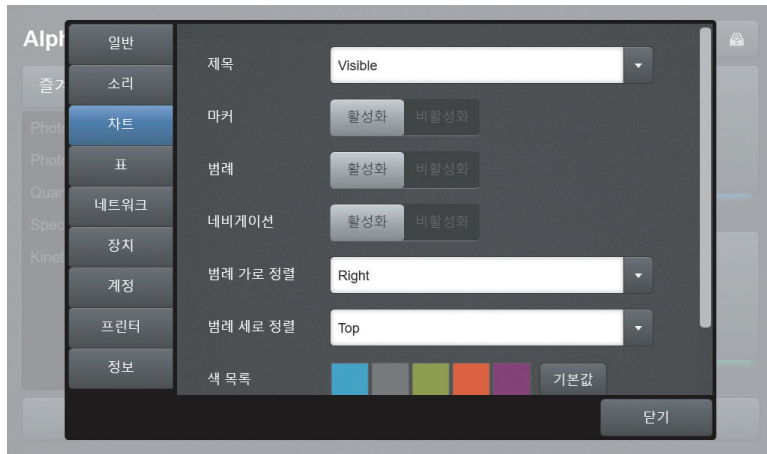 Alph
즐겨
Photo
Photo
Quan
Spec
Kinet
일반
소리
차트
표
네트워크
장치
계정
프린터
정보
제목 Visible
마커 활성화 비활성화
범례 활성화 비활성화
네비게이션 활성화 비활성화
범례 가로 정렬 Right
범례 세로 정렬 Top
색 목록 기본값
닫기